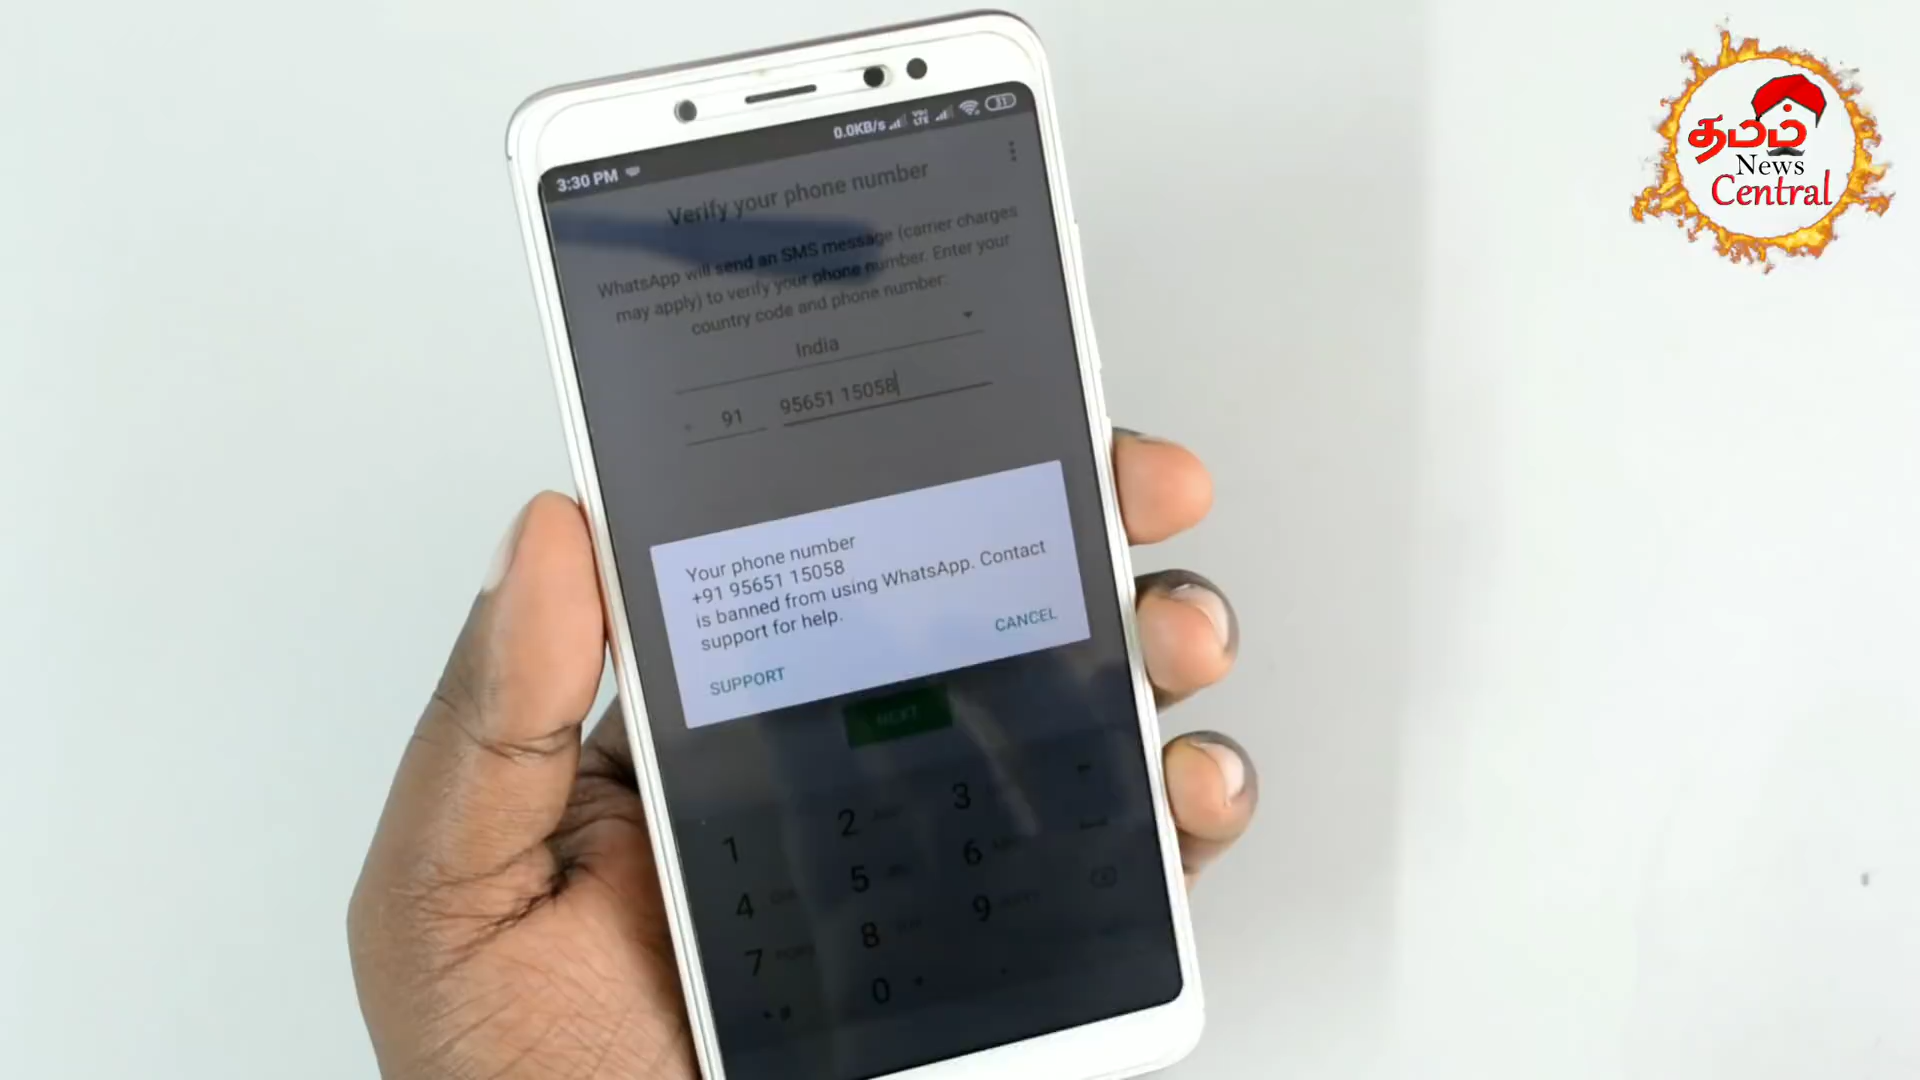 தமிழ்
News
Central
3:30 PM
0.0KB/s
Vo))
LTE
31
Verify your phone number
WhatsApp will send an SMS message (carrier charges
may apply) to verify your phone number. Enter your
country code and phone number:
India
+ 91 95651 15058
Your phone number
+91 95651 15058
is banned from using WhatsApp. Contact
support for help.
CANCEL
SUPPORT
NEXT
1 2 3
4 5 6
7 8 9
* # 0